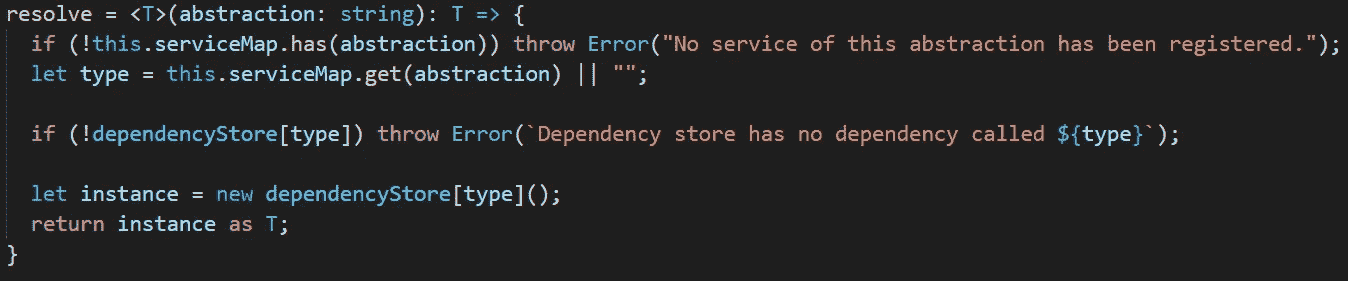 resolve = <T>(abstraction: string): T => {
  if (!this.serviceMap.has(abstraction)) throw Error("No service of this abstraction has been registered.");
  let type = this.serviceMap.get(abstraction) || "";

  if (!dependencyStore[type]) throw Error(`Dependency store has no dependency called ${type}`);

  let instance = new dependencyStore[type]();
  return instance as T;
}